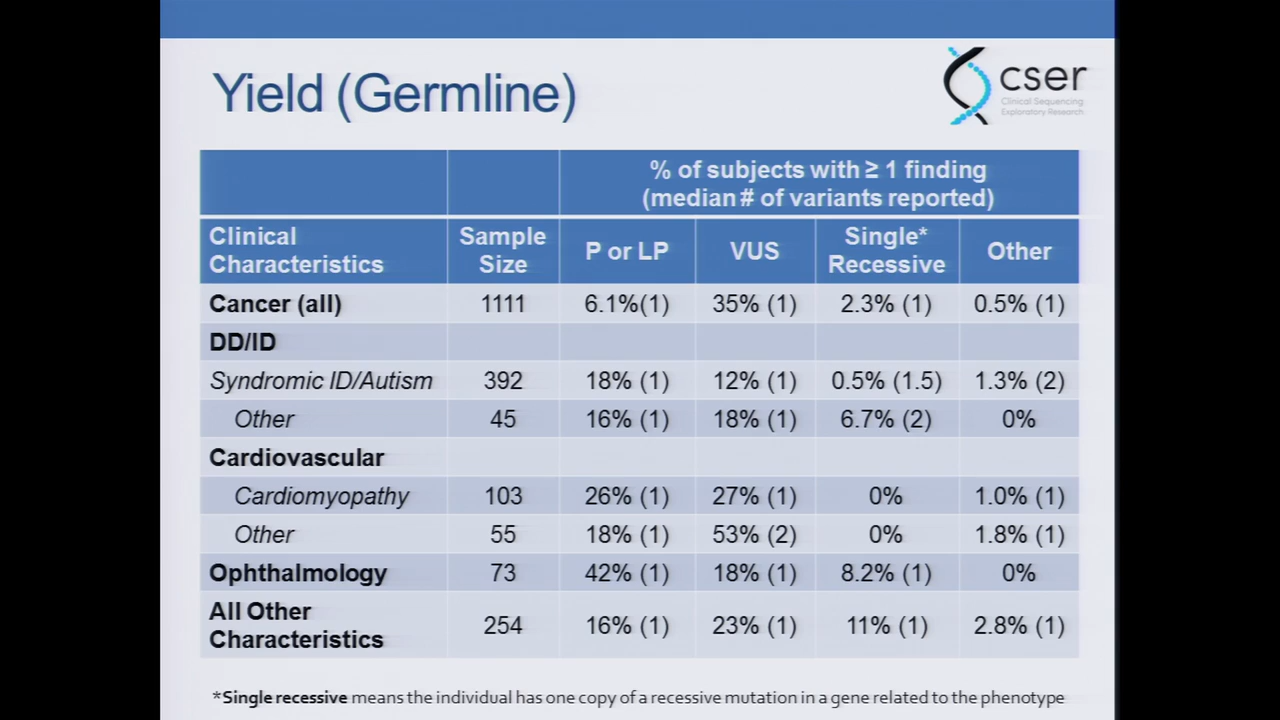 Yield (Germline)
cser
Clinical Sequencing
Exploratory Research
% of subjects with ≥ 1 finding
(median # of variants reported)
Clinical Characteristics Sample Size P or LP VUS Single* Recessive Other
Cancer (all) 1111 6.1%(1) 35% (1) 2.3% (1) 0.5% (1)
DD/ID
Syndromic ID/Autism 392 18% (1) 12% (1) 0.5% (1.5) 1.3% (2)
Other 45 16% (1) 18% (1) 6.7% (2) 0%
Cardiovascular
Cardiomyopathy 103 26% (1) 27% (1) 0% 1.0% (1)
Other 55 18% (1) 53% (2) 0% 1.8% (1)
Ophthalmology 73 42% (1) 18% (1) 8.2% (1) 0%
All Other Characteristics 254 16% (1) 23% (1) 11% (1) 2.8% (1)
*Single recessive means the individual has one copy of a recessive mutation in a gene related to the phenotype